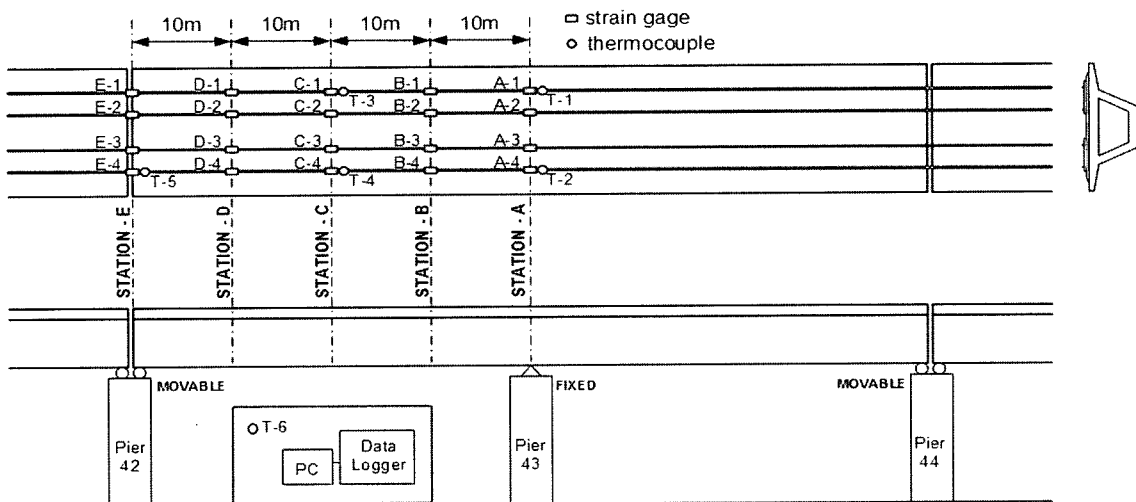 10m 10m 10m 10m
strain gage
thermocouple
E-1 D-1 C-1 B-1 A-1
T-3 T-1
E-2 D-2 C-2 B-2 A-2
E-3 D-3 C-3 B-3 A-3
E-4 D-4 C-4 B-4 A-4
T-5 T-4 T-2
STATION - E
STATION - D
STATION - C
STATION - B
STATION - A
MOVABLE FIXED MOVABLE
Pier
42
T-6
PC
Data
Logger
Pier
43
Pier
44